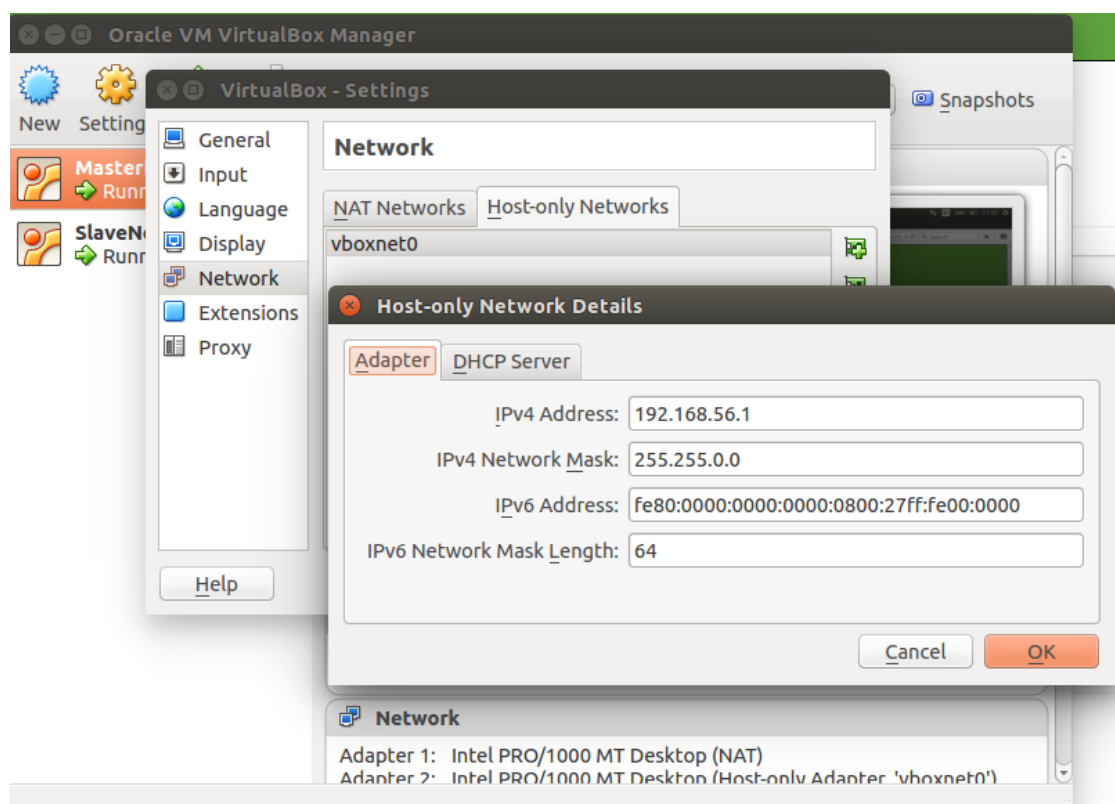 Oracle VM VirtualBox Manager
New
Setting
Snapshots
Master
Runn
SlaveN
Runn
VirtualBox - Settings
General
Input
Language
Display
Network
Extensions
Proxy
Help
Network
NAT Networks
Host-only Networks
vboxnet0
Host-only Network Details
Adapter
DHCP Server
IPv4 Address: 192.168.56.1
IPv4 Network Mask: 255.255.0.0
IPv6 Address: fe80:0000:0000:0000:0800:27ff:fe00:0000
IPv6 Network Mask Length: 64
Cancel
OK
Network
Adapter 1: Intel PRO/1000 MT Desktop (NAT)
Adapter 2: Intel PRO/1000 MT Desktop (Host-only Adapter, 'vboxnet0')